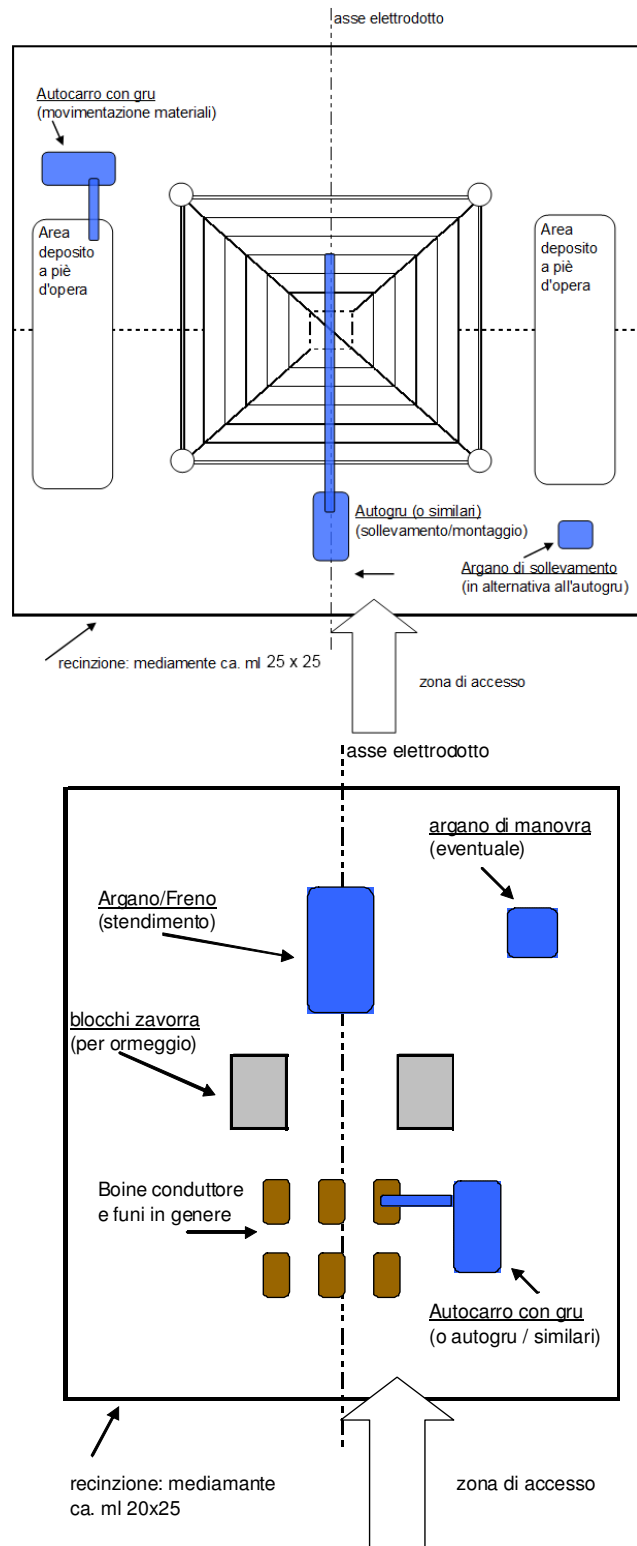 asse elettrodotto
Autocarro con gru
(movimentazione materiali)
Area
deposito
a piè
d'opera
Area
deposito
a piè
d'opera
Autogru (o similari)
(sollevamento/montaggio)
Argano di sollevamento
(in alternativa all'autogru)
recinzione: mediamente ca. ml 25 x 25
zona di accesso
asse elettrodotto
argano di manovra
(eventuale)
Argano/Freno
(stendimento)
blocchi zavorra
(per ormeggio)
Boine conduttore
e funi in genere
Autocarro con gru
(o autogru / similari)
recinzione: mediamante
ca. ml 20x25
zona di accesso